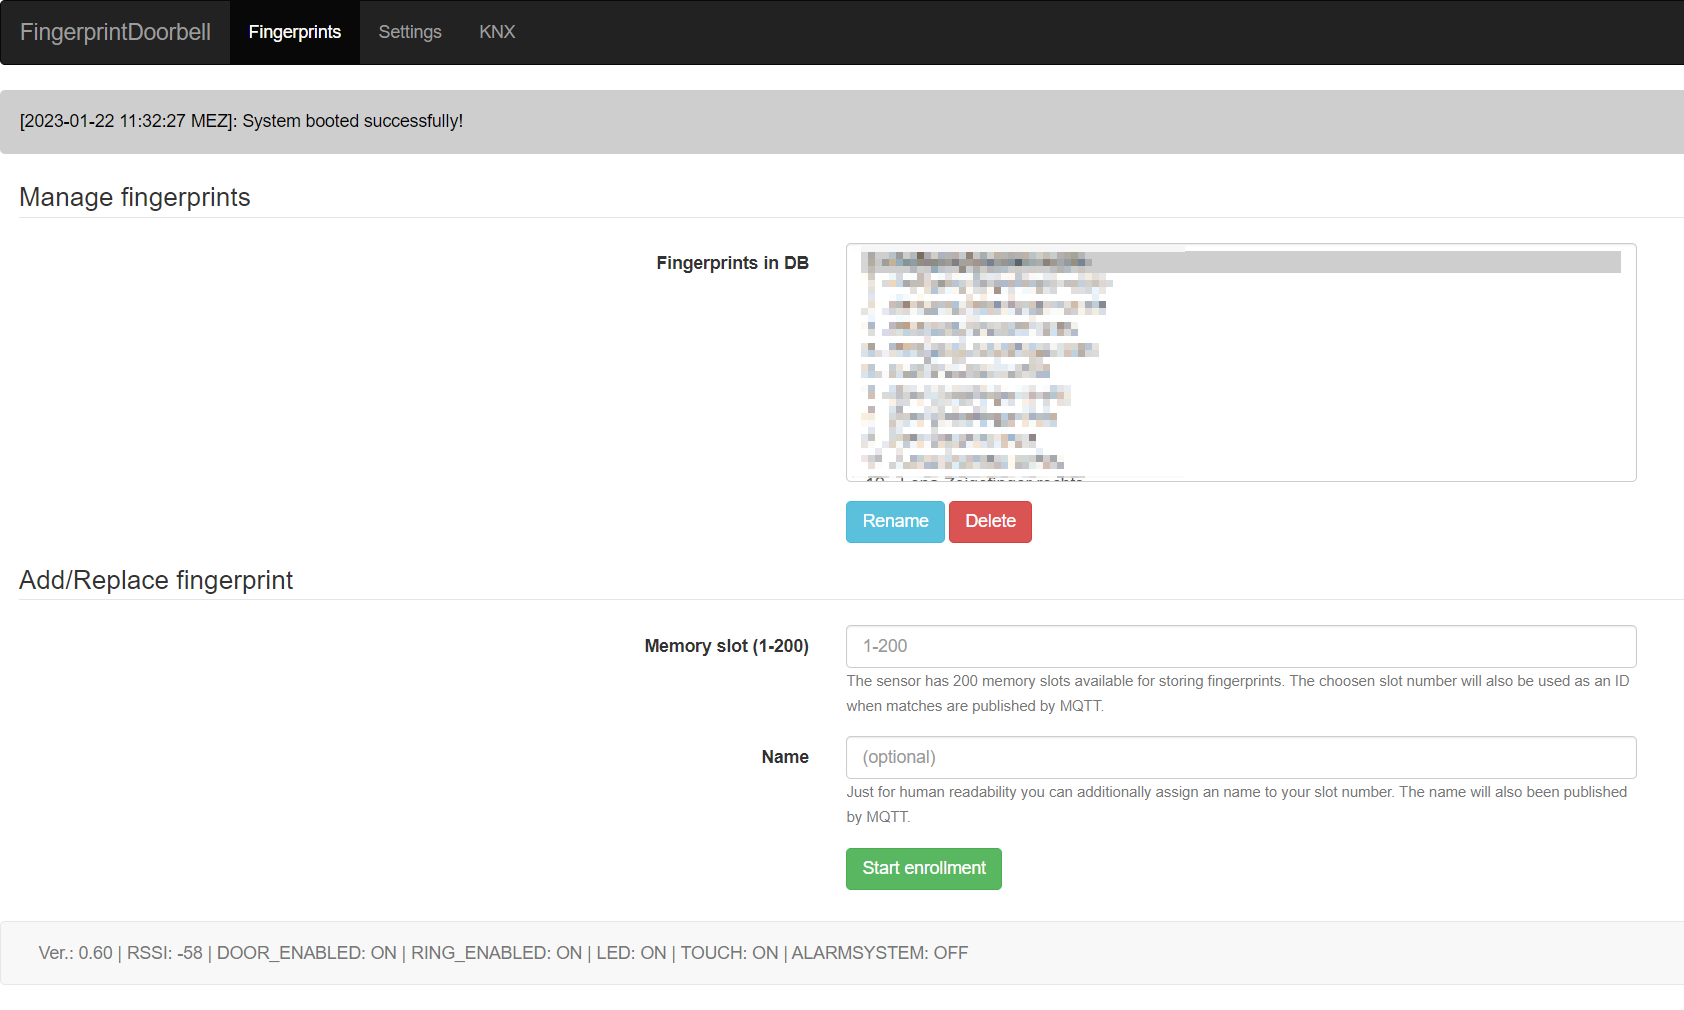 FingerprintDoorbell Fingerprints Settings KNX
[2023-01-22 11:32:27 MEZ]: System booted successfully!
Manage fingerprints
Fingerprints in DB
Rename Delete
Add/Replace fingerprint
Memory slot (1-200) 1-200
The sensor has 200 memory slots available for storing fingerprints. The choosen slot number will also be used as an ID
when matches are published by MQTT.
Name (optional)
Just for human readability you can additionally assign an name to your slot number. The name will also been published
by MQTT.
Start enrollment
Ver.: 0.60 | RSSI: -58 | DOOR_ENABLED: ON | RING_ENABLED: ON | LED: ON | TOUCH: ON | ALARMSYSTEM: OFF